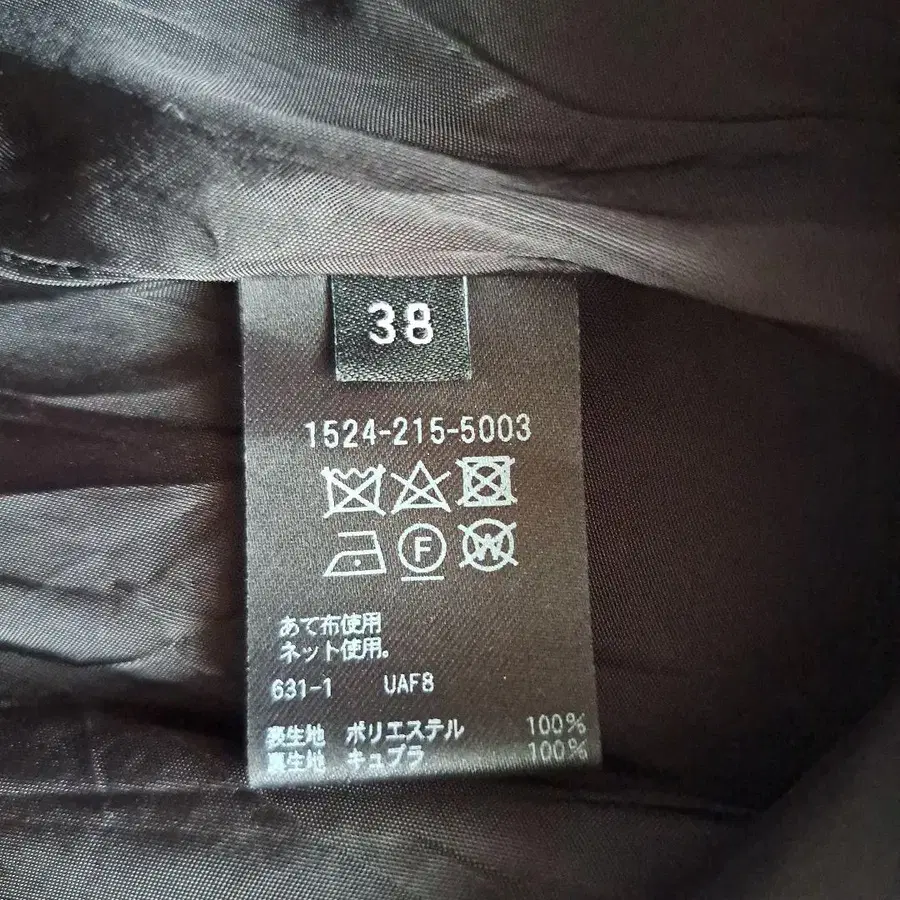 38
1524-215-5003
F W
あて布使用
ネット使用。
631-1 UAF8
表生地 ポリエステル 100%
裏生地 キュプラ 100%